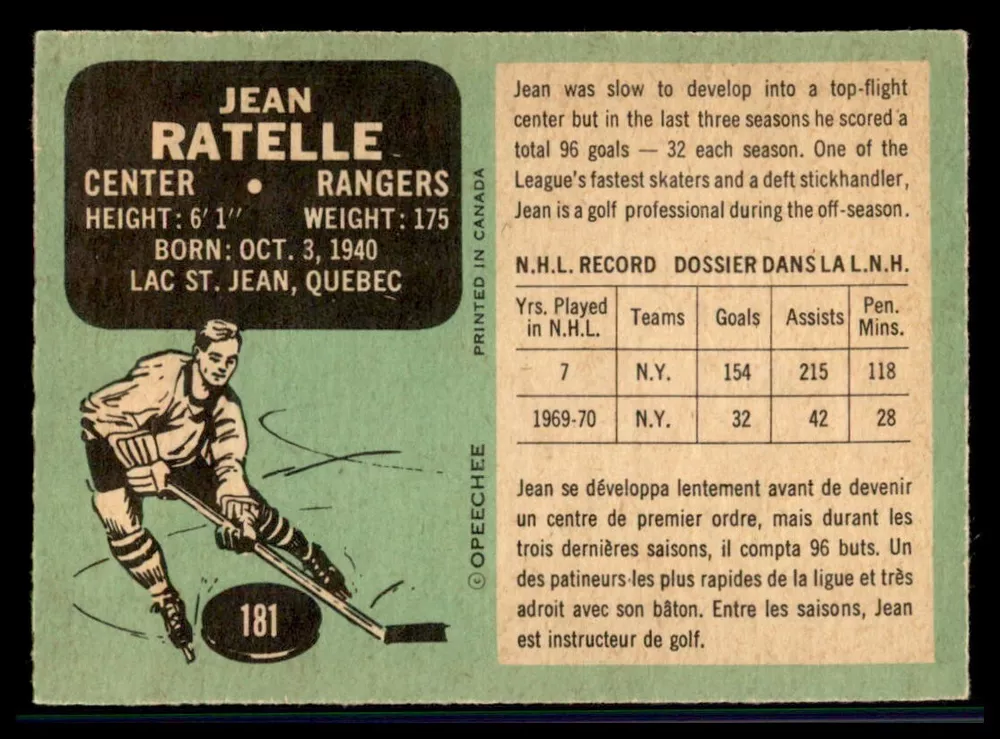 JEAN
RATELLE
CENTER • RANGERS
HEIGHT: 6' 1" WEIGHT: 175
BORN: OCT. 3, 1940
LAC ST. JEAN, QUEBEC
181
© OPEECHEE PRINTED IN CANADA
Jean was slow to develop into a top-flight
center but in the last three seasons he scored a
total 96 goals — 32 each season. One of the
League's fastest skaters and a deft stickhandler,
Jean is a golf professional during the off-season.
N.H.L. RECORD DOSSIER DANS LA L.N.H.
Yrs. Played Teams Goals Assists Pen.
in N.H.L. Mins.
7 N.Y. 154 215 118
1969-70 N.Y. 32 42 28
Jean se développa lentement avant de devenir
un centre de premier ordre, mais durant les
trois dernières saisons, il compta 96 buts. Un
des patineurs les plus rapides de la ligue et très
adroit avec son bâton. Entre les saisons, Jean
est instructeur de golf.